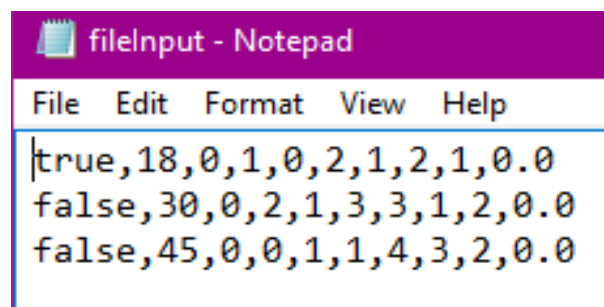 fileInput - Notepad
File Edit Format View Help
true,18,0,1,0,2,1,2,1,0.0
false,30,0,2,1,3,3,1,2,0.0
false,45,0,0,1,1,4,3,2,0.0